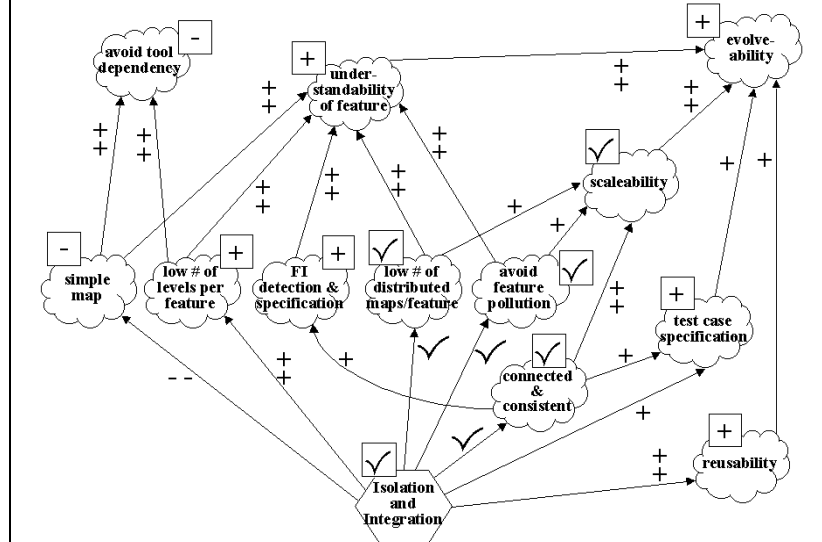 avoid tool
dependency
-
+
under-
standability
of feature
+
evolve-
ability
+
+
+
+
+
+
+
+
+
+
✓
scaleability
+
+
+
+
+
+
+
+
+
+
-
simple
map
+
low # of
levels per
feature
+
FI
detection &
specification
✓
low # of
distributed
maps/feature
avoid
feature
pollution
✓
+
+
+
test case
specification
✓
✓
✓
connected
&
consistent
- -
+
+
+
+
+
✓
+
reusability
+
+
✓
Isolation
and
Integration